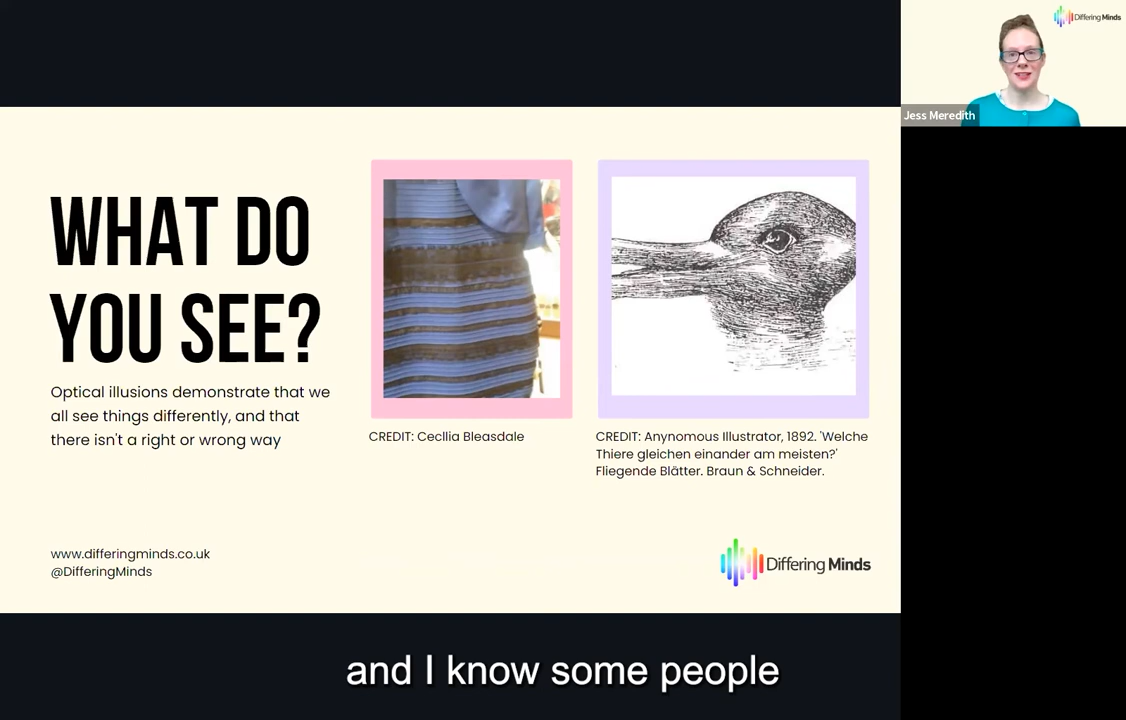 Differing Minds
Jess Meredith
WHAT DO
YOU SEE?
Optical illusions demonstrate that we
all see things differently, and that
there isn't a right or wrong way
CREDIT: Cecllia Bleasdale
CREDIT: Anynomous Illustrator, 1892. 'Welche
Thiere gleichen einander am meisten?'
Fliegende Blätter. Braun & Schneider.
www.differingminds.co.uk
@DifferingMinds
Differing Minds
and I know some people